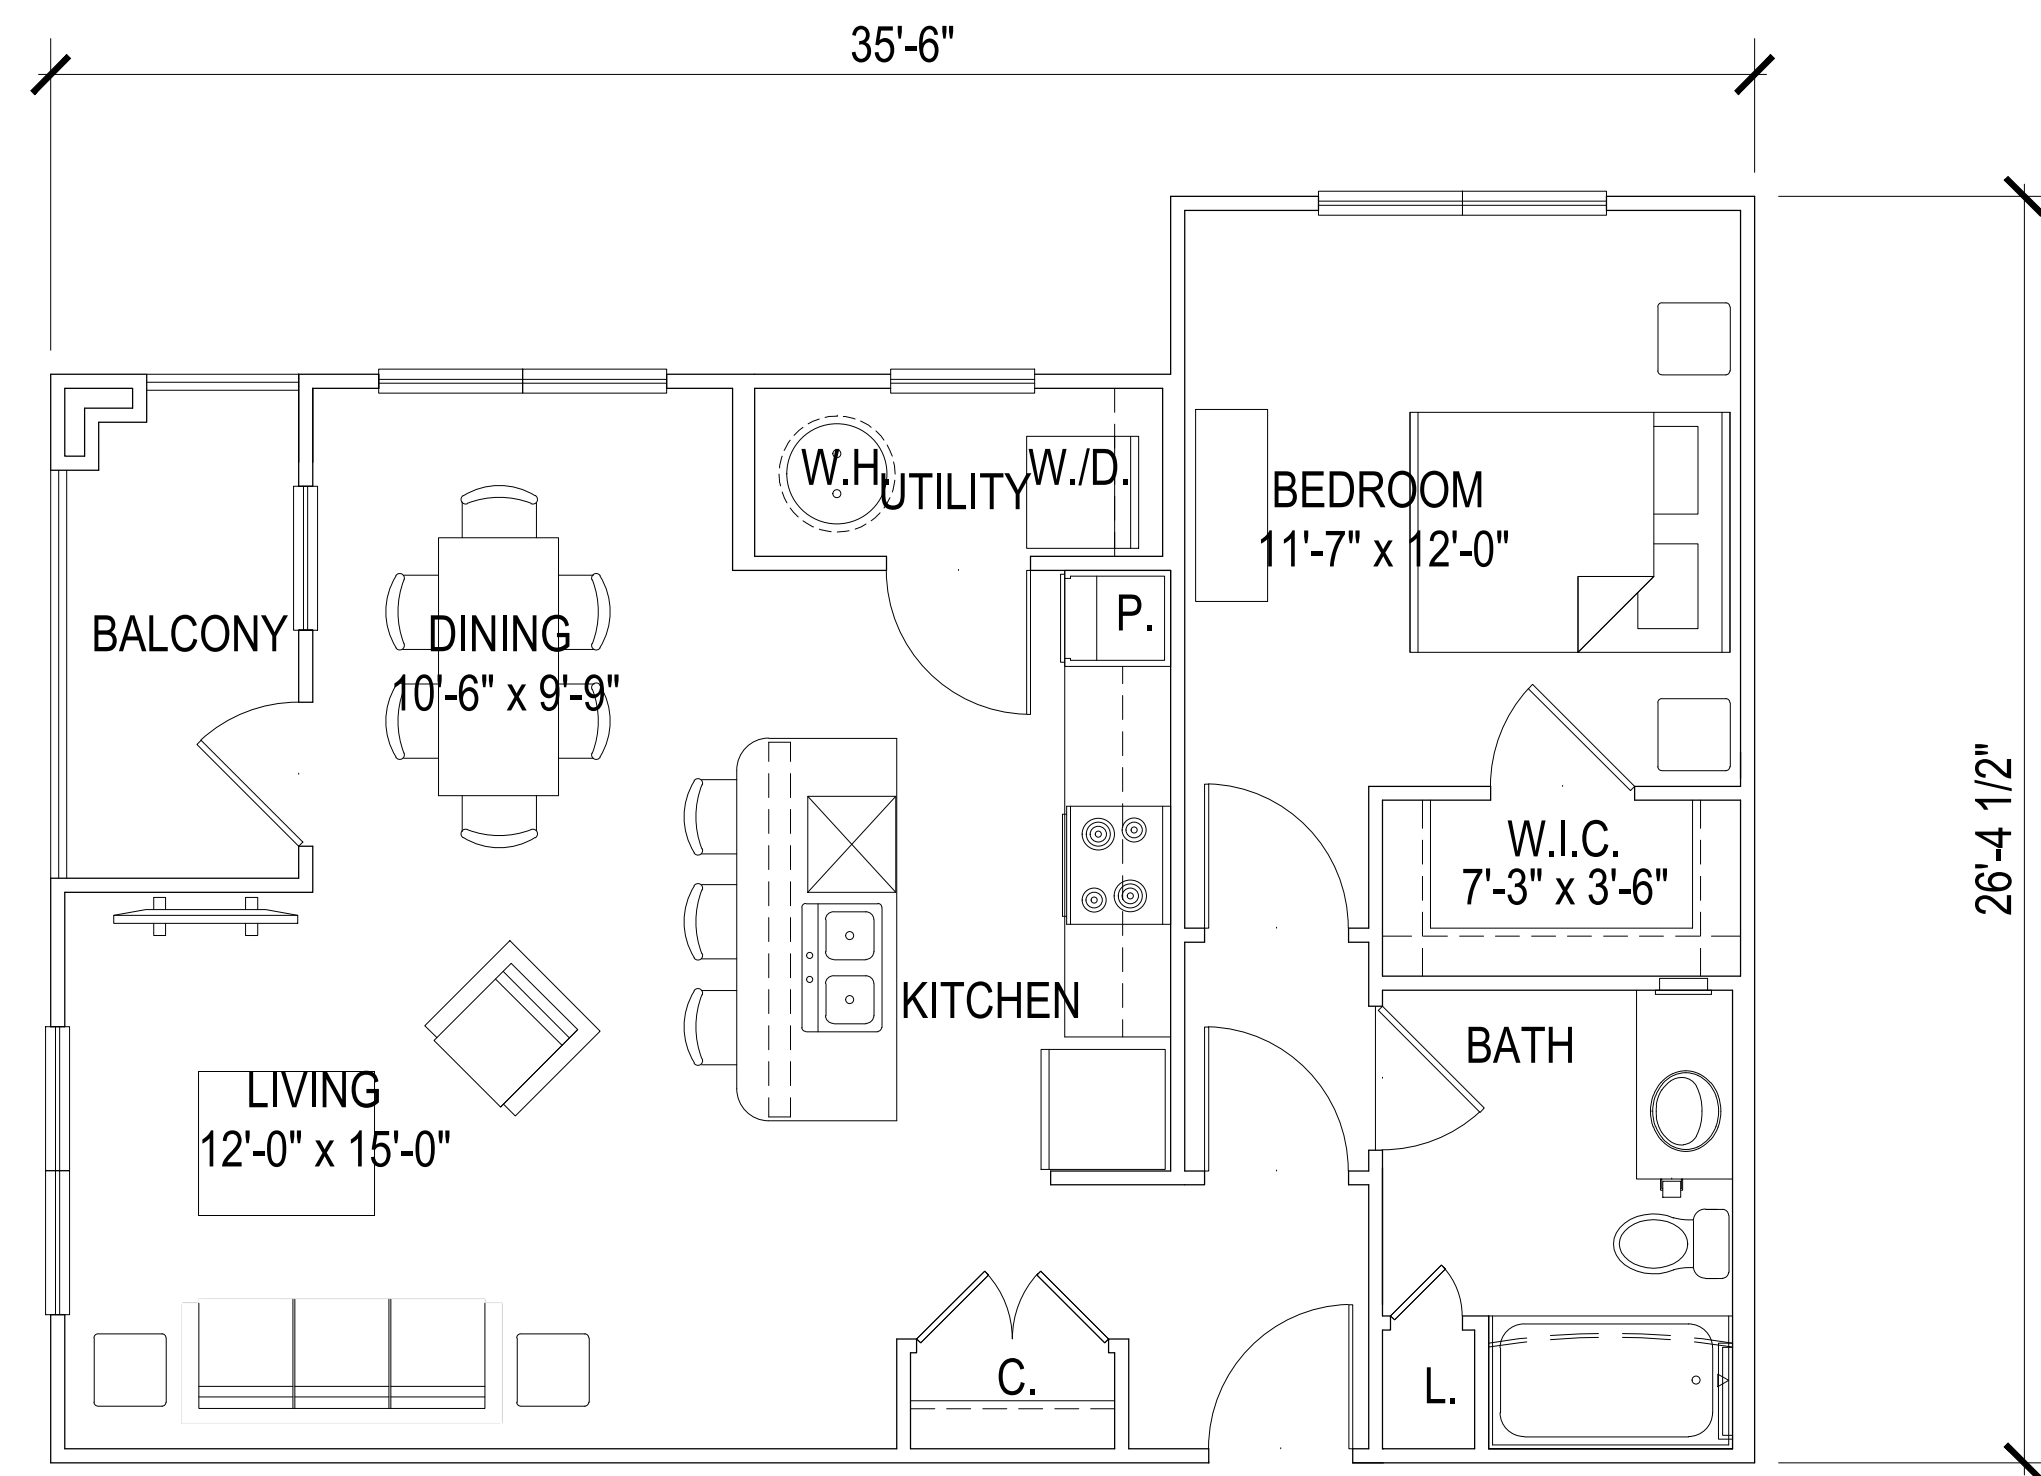 35'-6"
W.H.
UTILITY
W./D.
BEDROOM
11'-7" x 12'-0"
P.
BALCONY
DINING
10'-6" x 9'-9"
26'-4 1/2"
W.I.C.
7'-3" x 3'-6"
KITCHEN
BATH
LIVING
12'-0" x 15'-0"
C.
L.